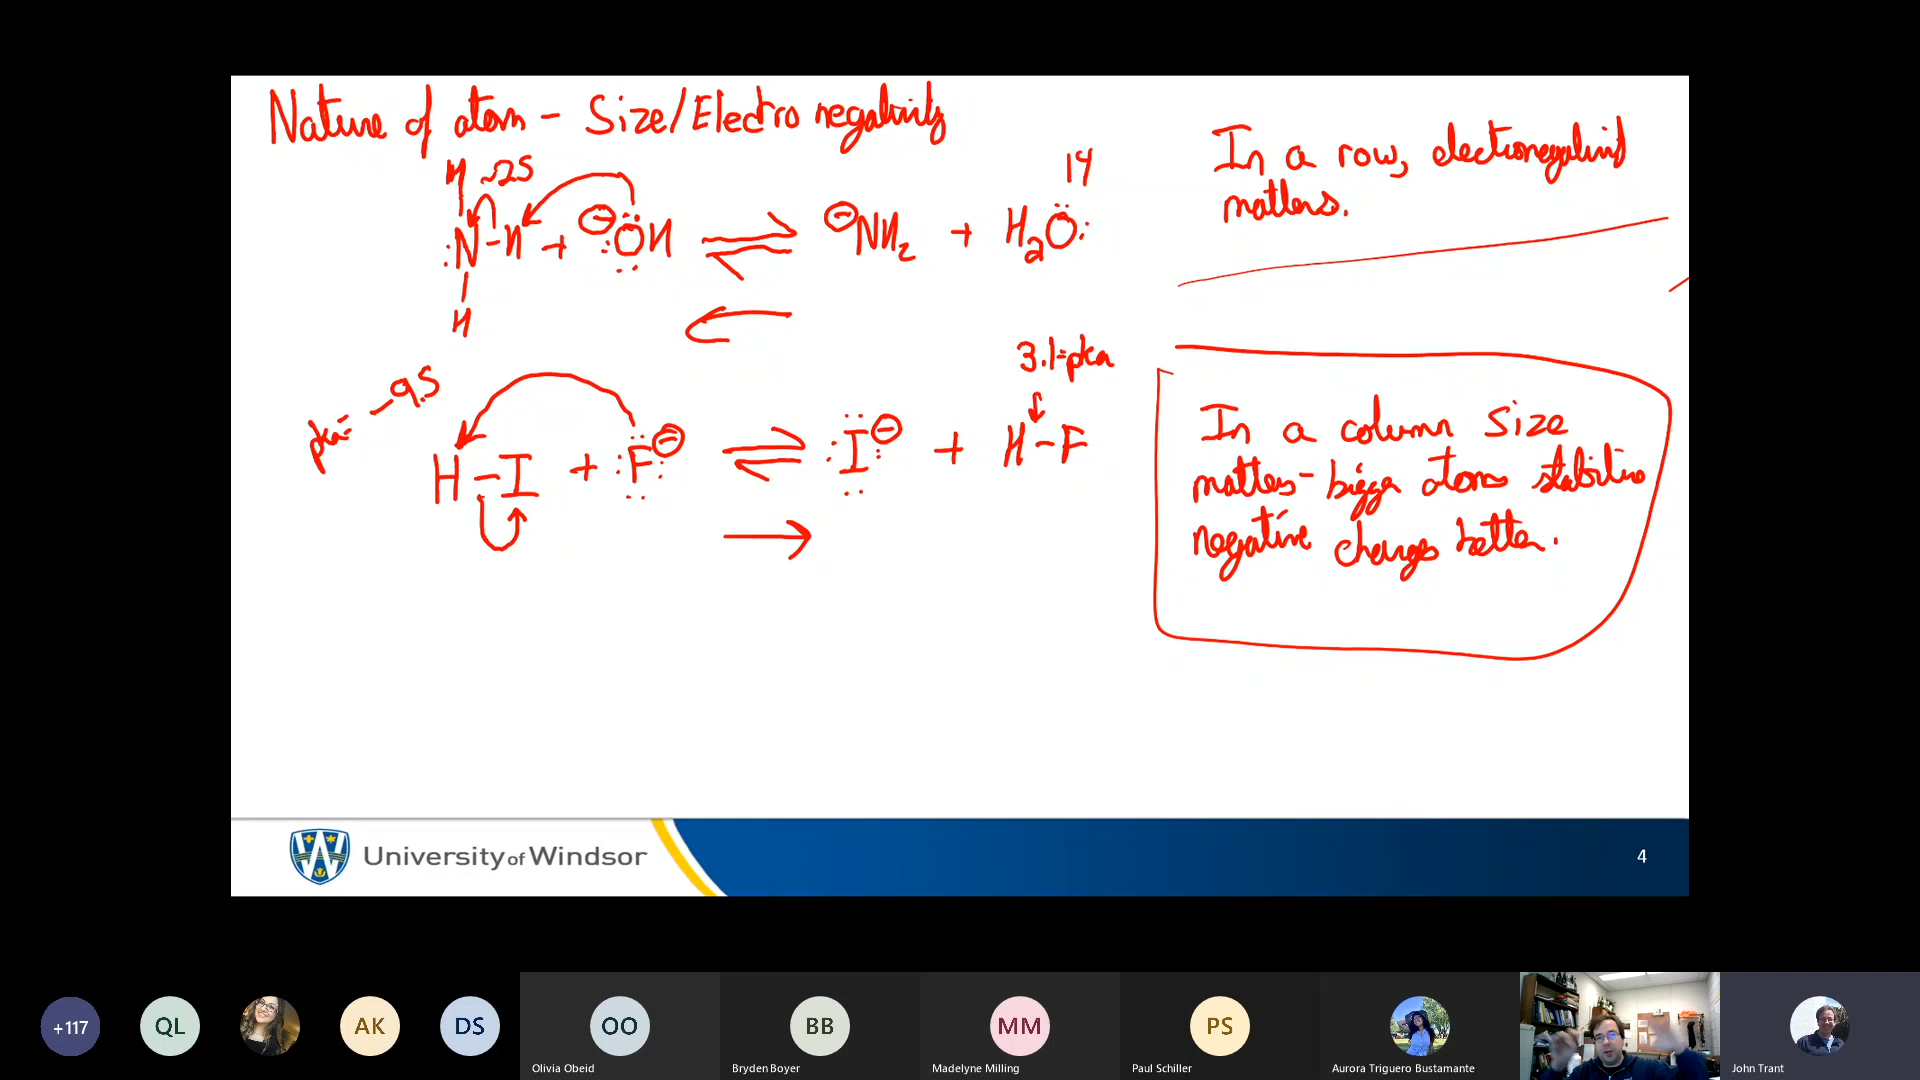 Nature of atom - Size/Electronegativity
In a row, electronegativity
matters.
H ~25
14
:N-H + ⊖:ÖH ⇌ ⊖NH2 + H2O:
H
3.1=pka
pka= -9.5
H-I + :F:⊖ ⇌ :I:⊖ + H-F
In a column size
matters- bigger atoms stabilize
negative charges better.
University of Windsor
4
+117
QL
AK
DS
OO
BB
MM
PS
Olivia Obeid
Bryden Boyer
Madelyne Milling
Paul Schiller
Aurora Triguero Bustamante
John Trant